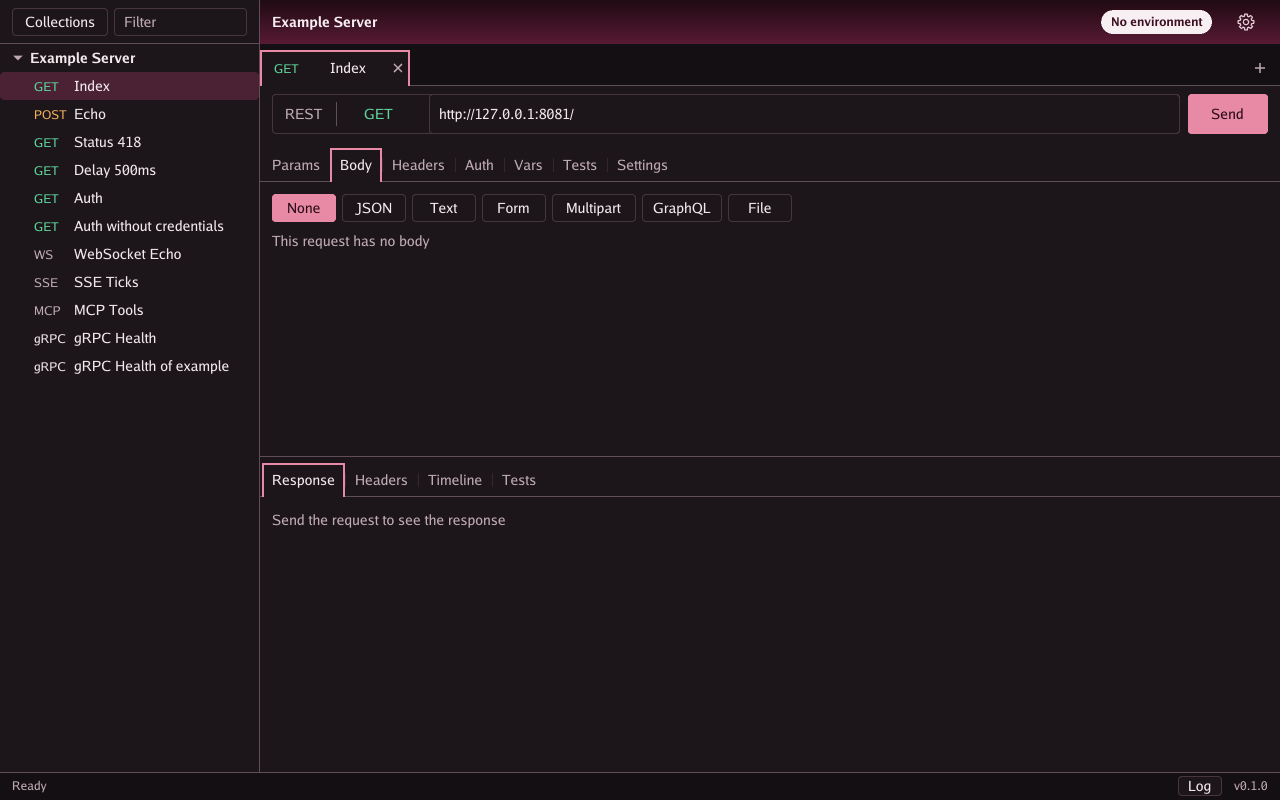 Collections Filter Example Server No environment
Example Server
GET Index
POST Echo
GET Status 418
GET Delay 500ms
GET Auth
GET Auth without credentials
WS WebSocket Echo
SSE SSE Ticks
MCP MCP Tools
gRPC gRPC Health
gRPC gRPC Health of example
GET Index
REST GET http://127.0.0.1:8081/ Send
Params Body Headers Auth Vars Tests Settings
None JSON Text Form Multipart GraphQL File
This request has no body
Response Headers Timeline Tests
Send the request to see the response
Ready Log v0.1.0